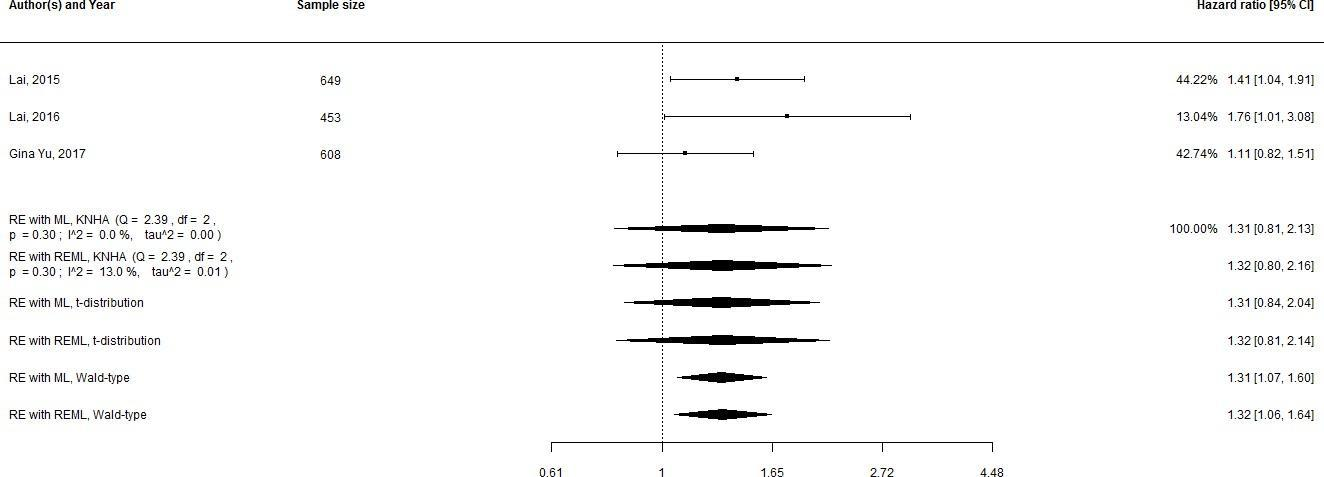 Author(s) and Year Sample size Hazard ratio [95% CI]
Lai, 2015 649 44.22% 1.41 [1.04, 1.91]
Lai, 2016 453 13.04% 1.76 [1.01, 3.08]
Gina Yu, 2017 608 42.74% 1.11 [0.82, 1.51]
RE with ML, KNHA (Q = 2.39 , df = 2 ,
p = 0.30 ; I^2 = 0.0 %, tau^2 = 0.00 ) 100.00% 1.31 [0.81, 2.13]
RE with REML, KNHA (Q = 2.39 , df = 2 ,
p = 0.30 ; I^2 = 13.0 %, tau^2 = 0.01 ) 1.32 [0.80, 2.16]
RE with ML, t-distribution 1.31 [0.84, 2.04]
RE with REML, t-distribution 1.32 [0.81, 2.14]
RE with ML, Wald-type 1.31 [1.07, 1.60]
RE with REML, Wald-type 1.32 [1.06, 1.64]
0.61 1 1.65 2.72 4.48